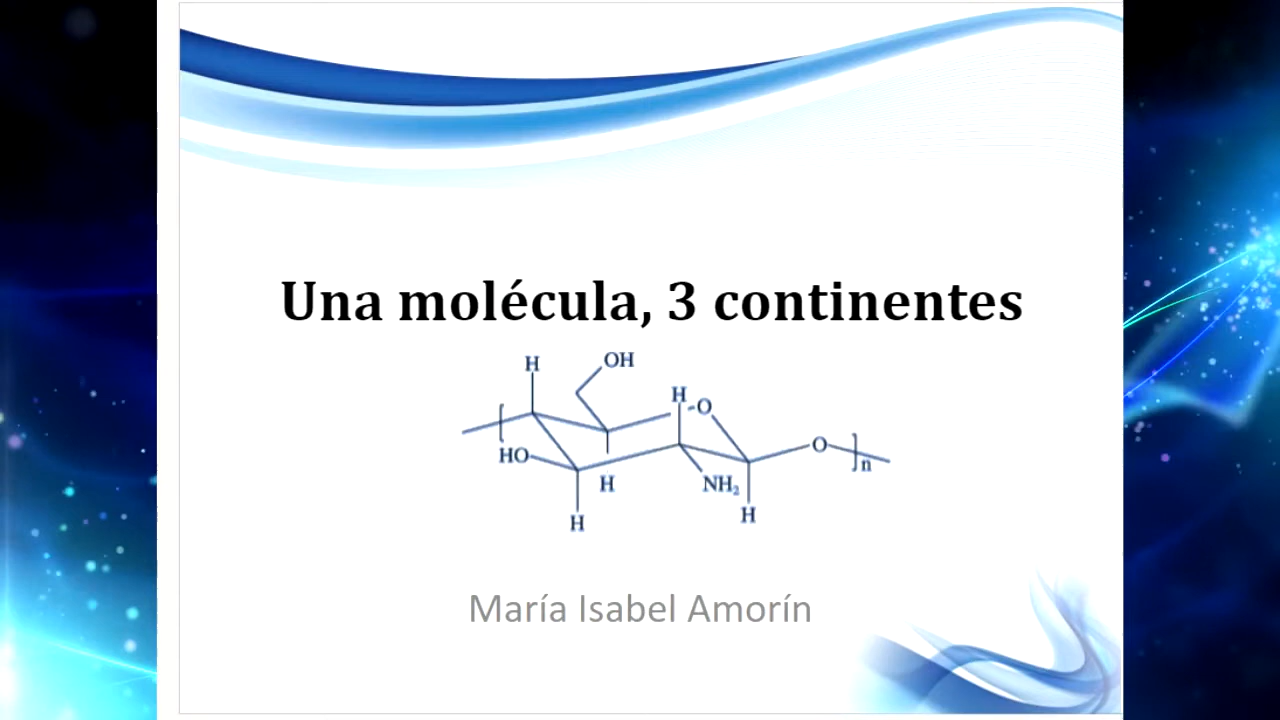 Una molécula, 3 continentes
H
OH
H
O
HO
O
n
H
NH₂
H
H
María Isabel Amorín